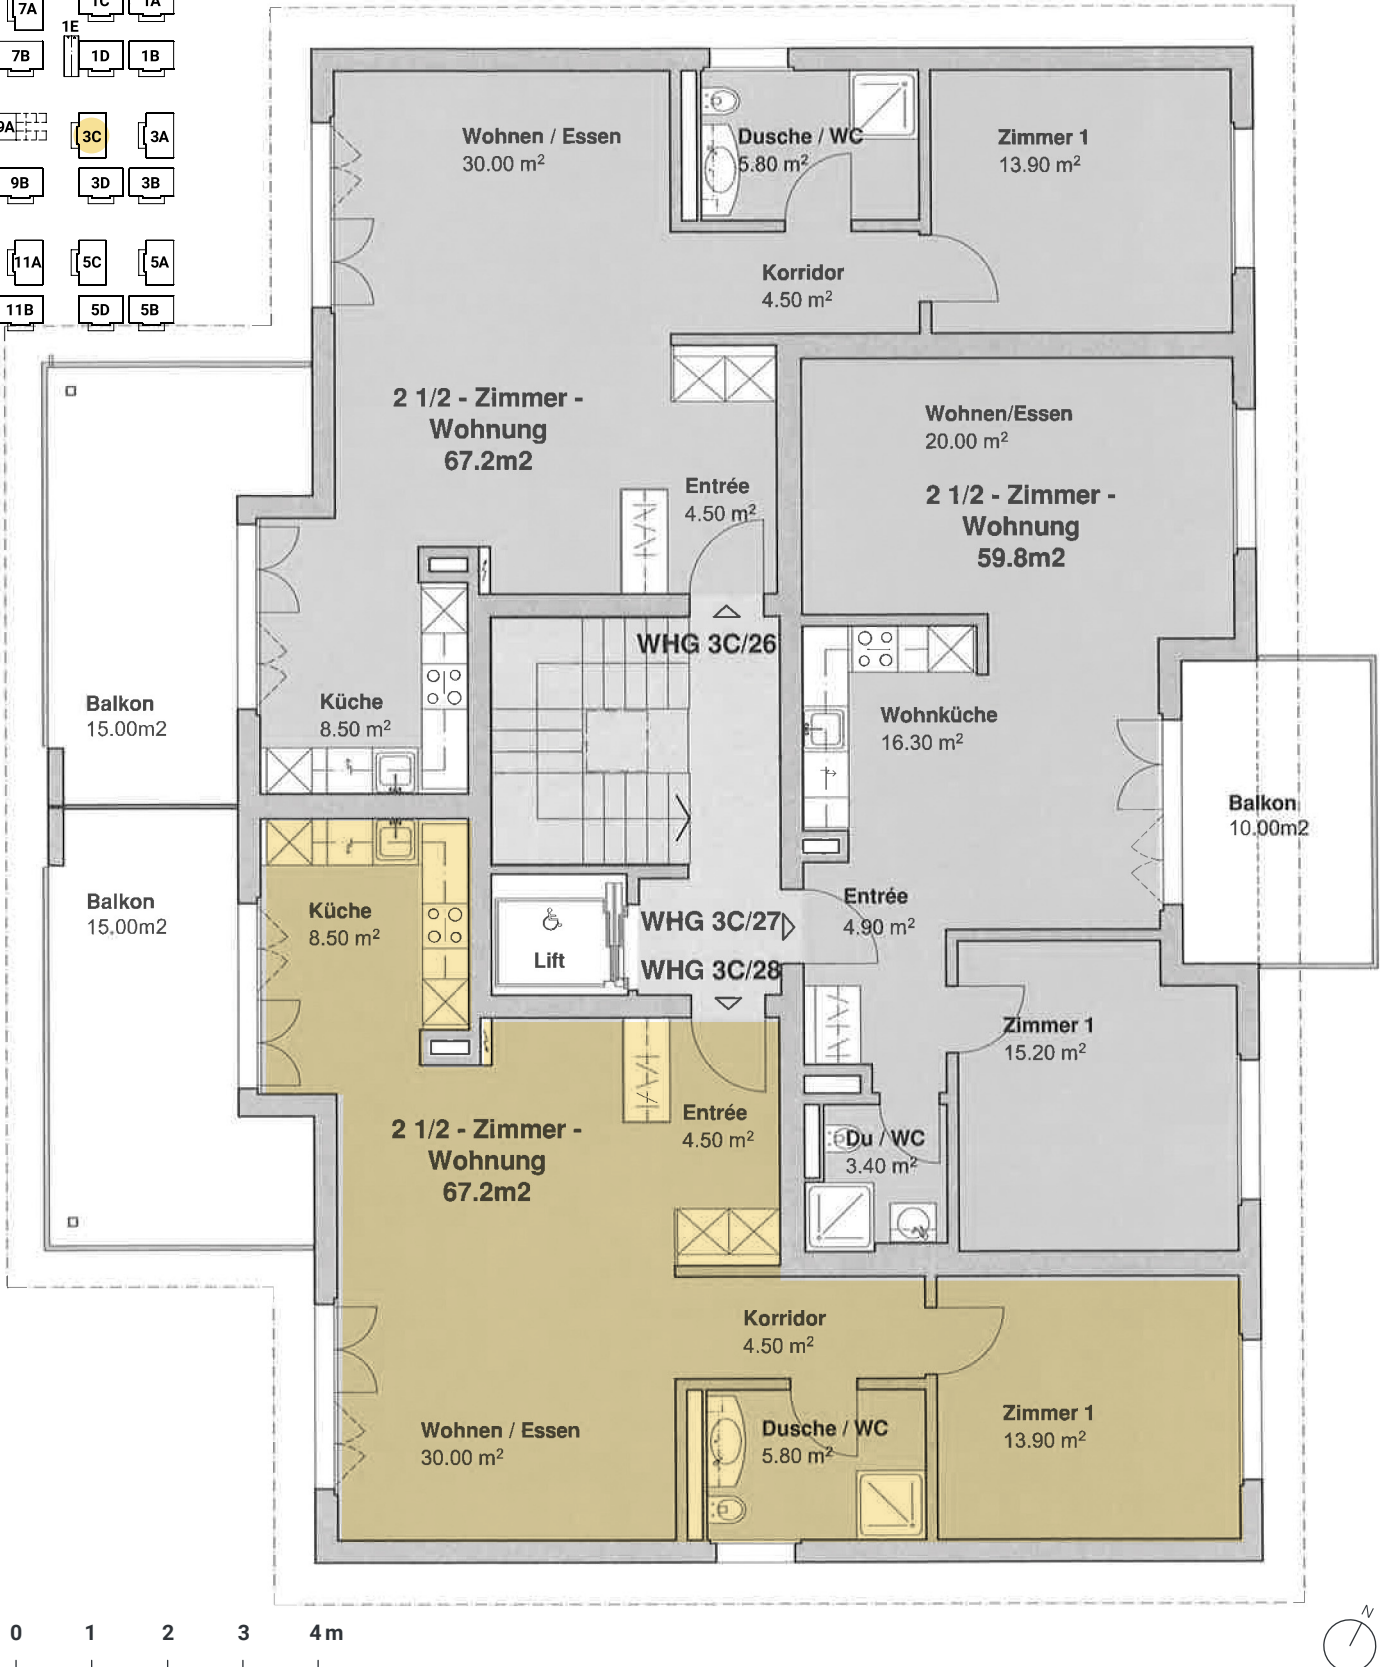 7A
1C
1A
1E
7B
1D
1B
9A
3C
3A
9B
3D
3B
11A
5C
5A
11B
5D
5B
Wohnen / Essen
30.00 m²
Dusche / WC
5.80 m²
Zimmer 1
13.90 m²
Korridor
4.50 m²
2 1/2 - Zimmer -
Wohnung
67.2m2
Entrée
4.50 m²
Wohnen/Essen
20.00 m²
2 1/2 - Zimmer -
Wohnung
59.8m2
WHG 3C/26
Balkon
15.00m2
Küche
8.50 m²
Wohnküche
16.30 m²
Balkon
10.00m2
Balkon
15,00m2
Küche
8.50 m²
Lift
WHG 3C/27
WHG 3C/28
Entrée
4.90 m²
Zimmer 1
15.20 m²
2 1/2 - Zimmer -
Wohnung
67.2m2
Entrée
4.50 m²
Du / WC
3.40 m²
Korridor
4.50 m²
Wohnen / Essen
30.00 m²
Dusche / WC
5.80 m²
Zimmer 1
13.90 m²
0 1 2 3 4 m
N